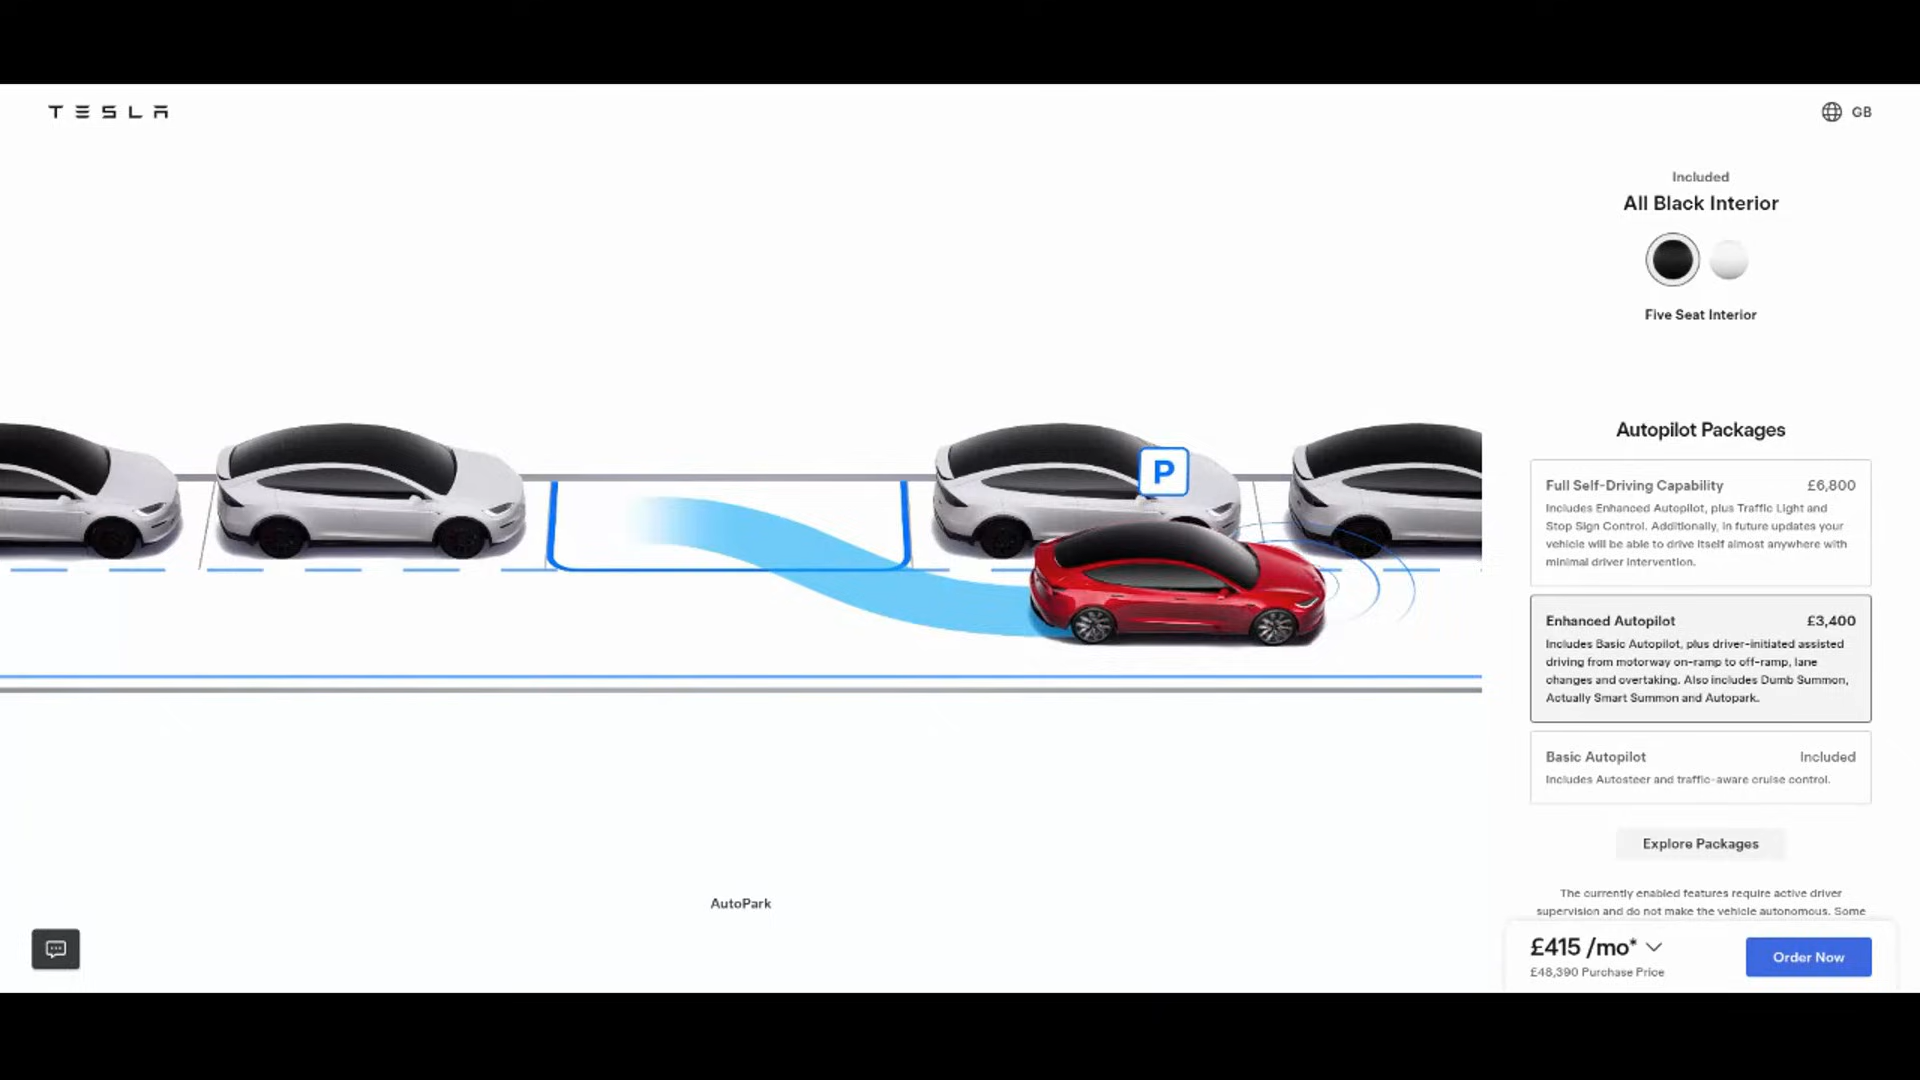 TESLA
GB
Included
All Black Interior
Five Seat Interior
Autopilot Packages
Full Self-Driving Capability £6,800
Includes Enhanced Autopilot, plus Traffic Light and
Stop Sign Control. Additionally, in future updates your
vehicle will be able to drive itself almost anywhere with
minimal driver intervention.
P
Enhanced Autopilot £3,400
Includes Basic Autopilot, plus driver-initiated assisted
driving from motorway on-ramp to off-ramp, lane
changes and overtaking. Also includes Dumb Summon,
Actually Smart Summon and Autopark.
Basic Autopilot Included
Includes Autosteer and traffic-aware cruise control.
Explore Packages
AutoPark
The currently enabled features require active driver
supervision and do not make the vehicle autonomous. Some
£415 /mo*
£48,390 Purchase Price
Order Now